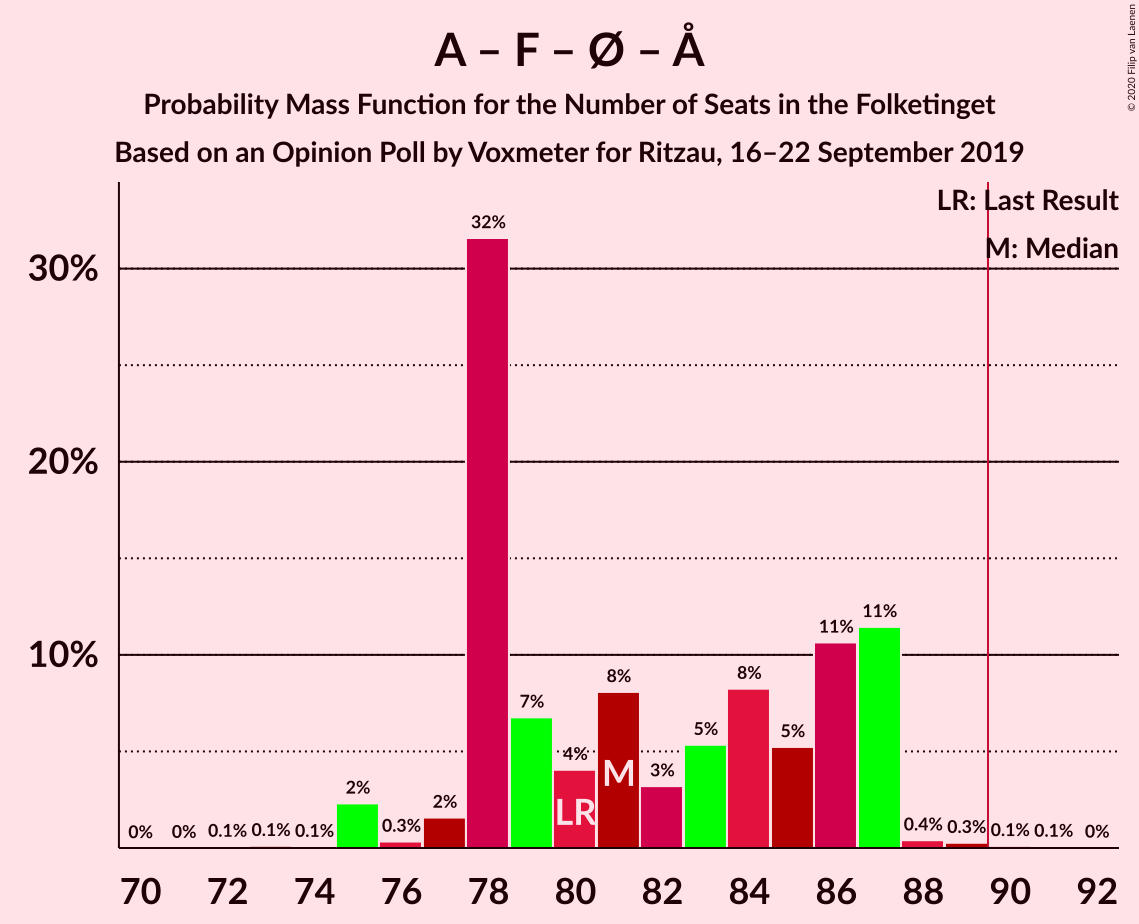 A – F – Ø – Å
Probability Mass Function for the Number of Seats in the Folketinget
Based on an Opinion Poll by Voxmeter for Ritzau, 16–22 September 2019
© 2020 Filip van Laenen
LR: Last Result
M: Median
30%
20%
10%
0%
0%
0.1%
0.1%
0.1%
2%
0.3%
2%
32%
7%
4%
8%
3%
5%
8%
5%
11%
11%
0.4%
0.3%
0.1%
0.1%
0%
LR
M
70 72 74 76 78 80 82 84 86 88 90 92